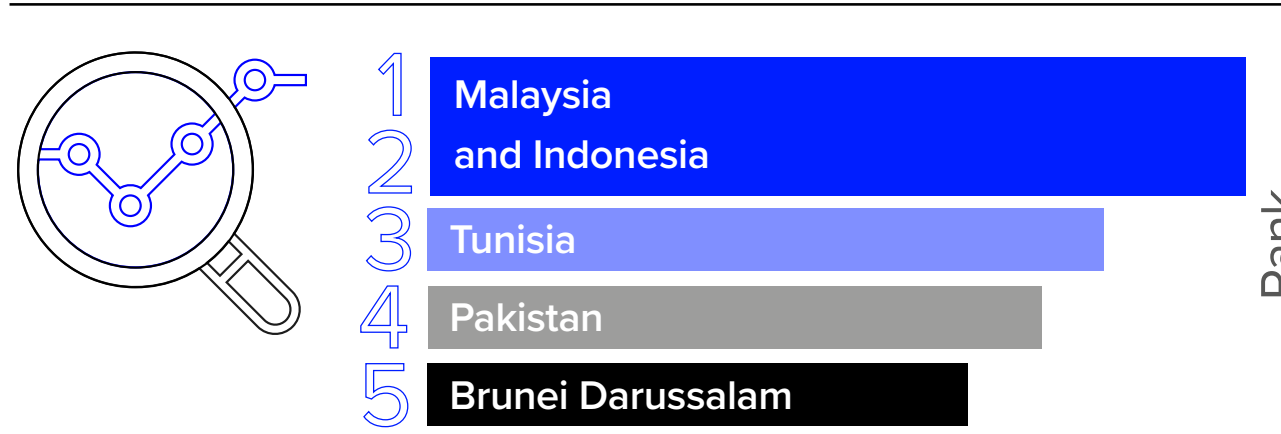 1 Malaysia
2 and Indonesia
3 Tunisia
4 Pakistan
5 Brunei Darussalam